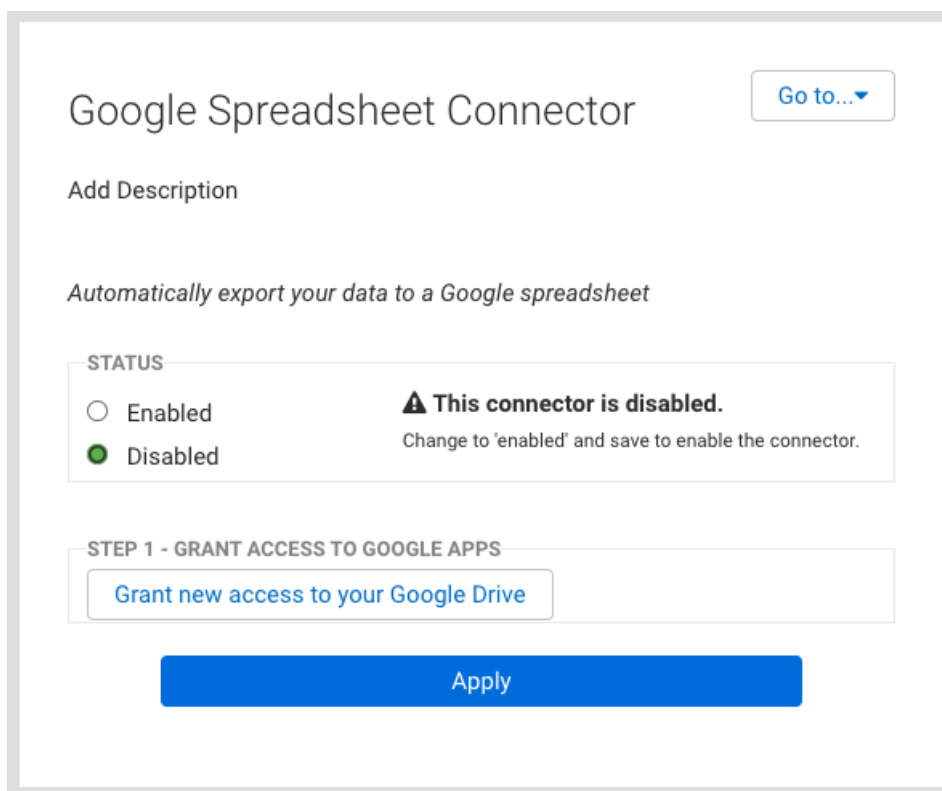 Google Spreadsheet Connector
Go to...
Add Description
Automatically export your data to a Google spreadsheet
STATUS
Enabled
This connector is disabled.
Change to 'enabled' and save to enable the connector.
Disabled
STEP 1 - GRANT ACCESS TO GOOGLE APPS
Grant new access to your Google Drive
Apply